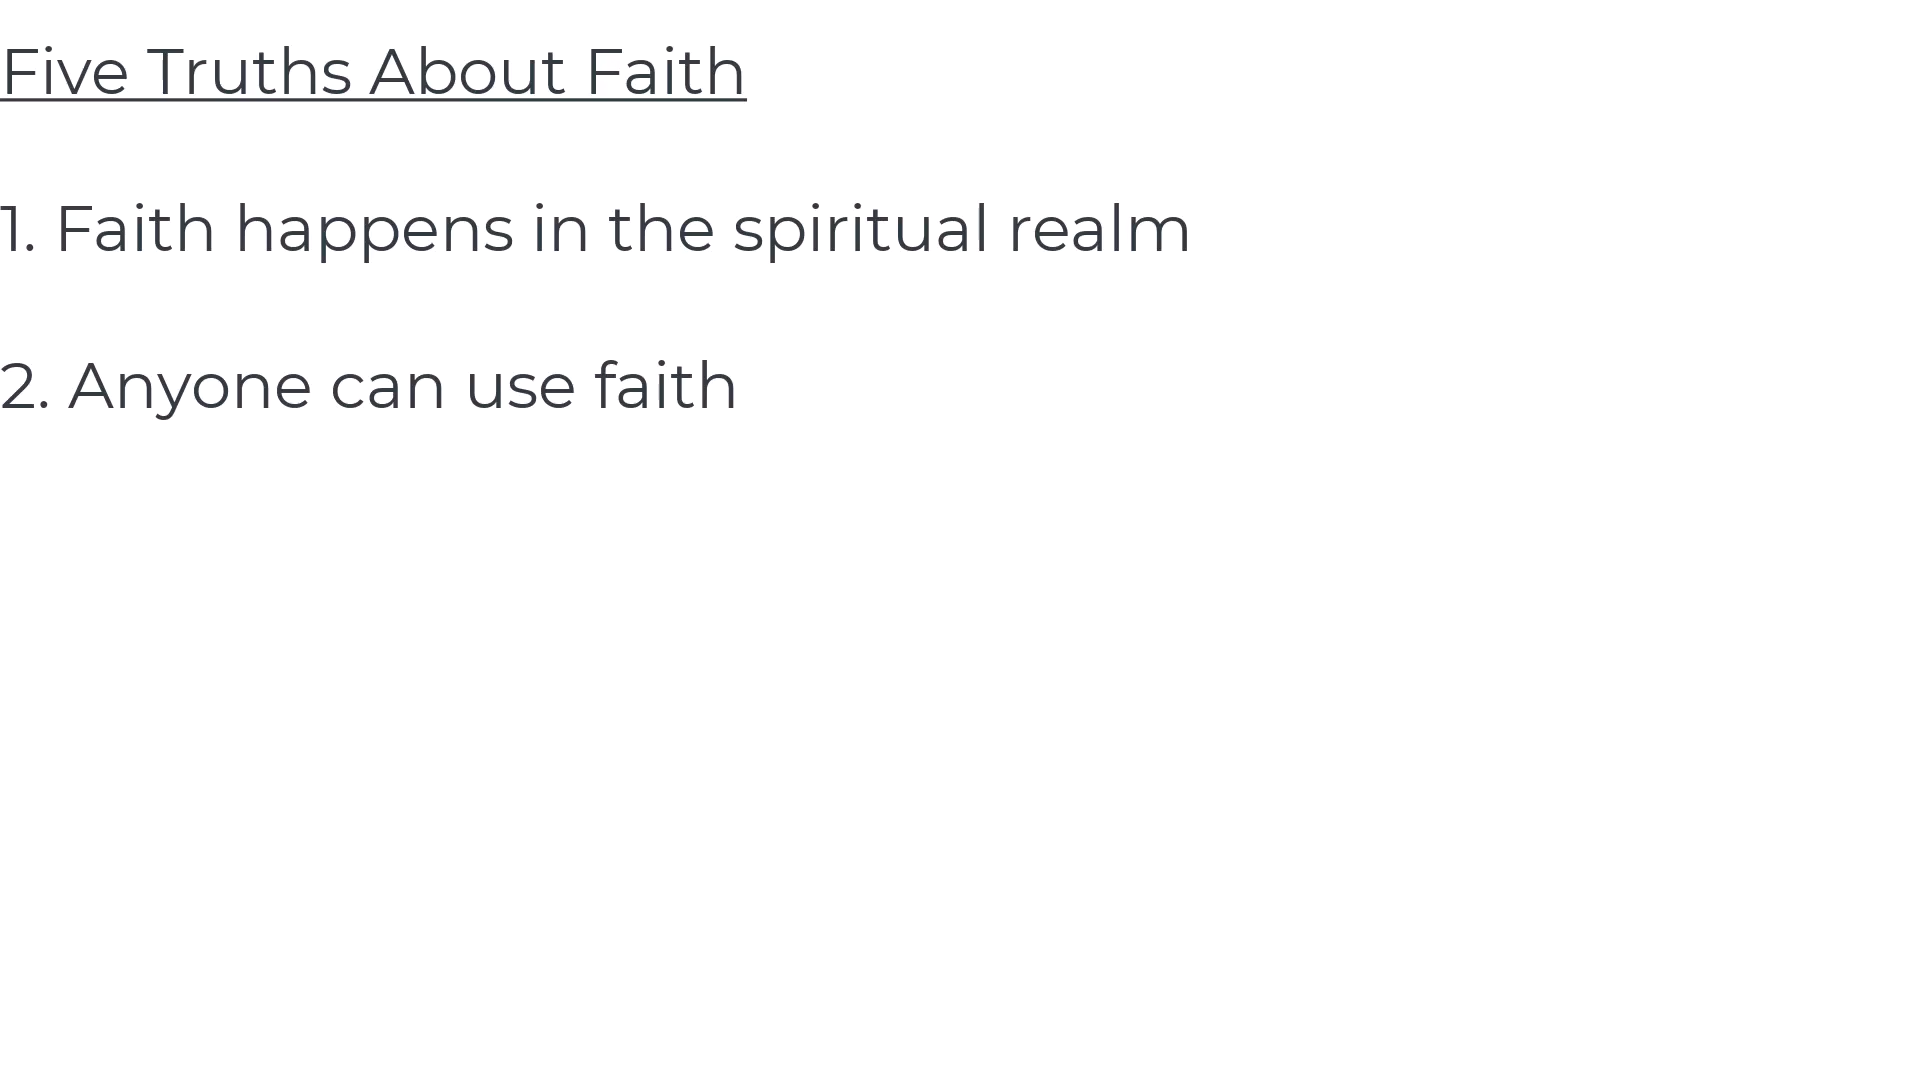 Five Truths About Faith
1. Faith happens in the spiritual realm
2. Anyone can use faith